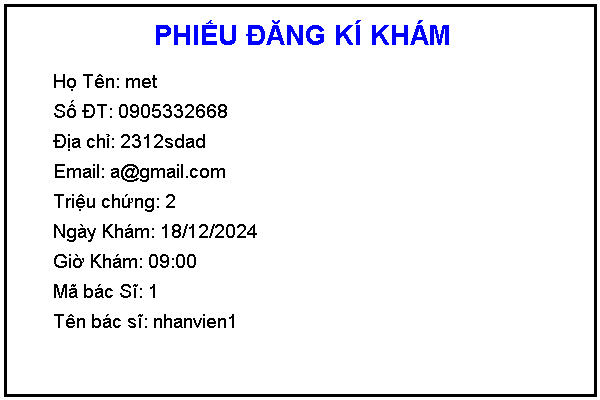 PHIẾU ĐĂNG KÍ KHÁM
Họ Tên: met
Số ĐT: 0905332668
Địa chỉ: 2312sdad
Email: a@gmail.com
Triệu chứng: 2
Ngày Khám: 18/12/2024
Giờ Khám: 09:00
Mã bác Sĩ: 1
Tên bác sĩ: nhanvien1